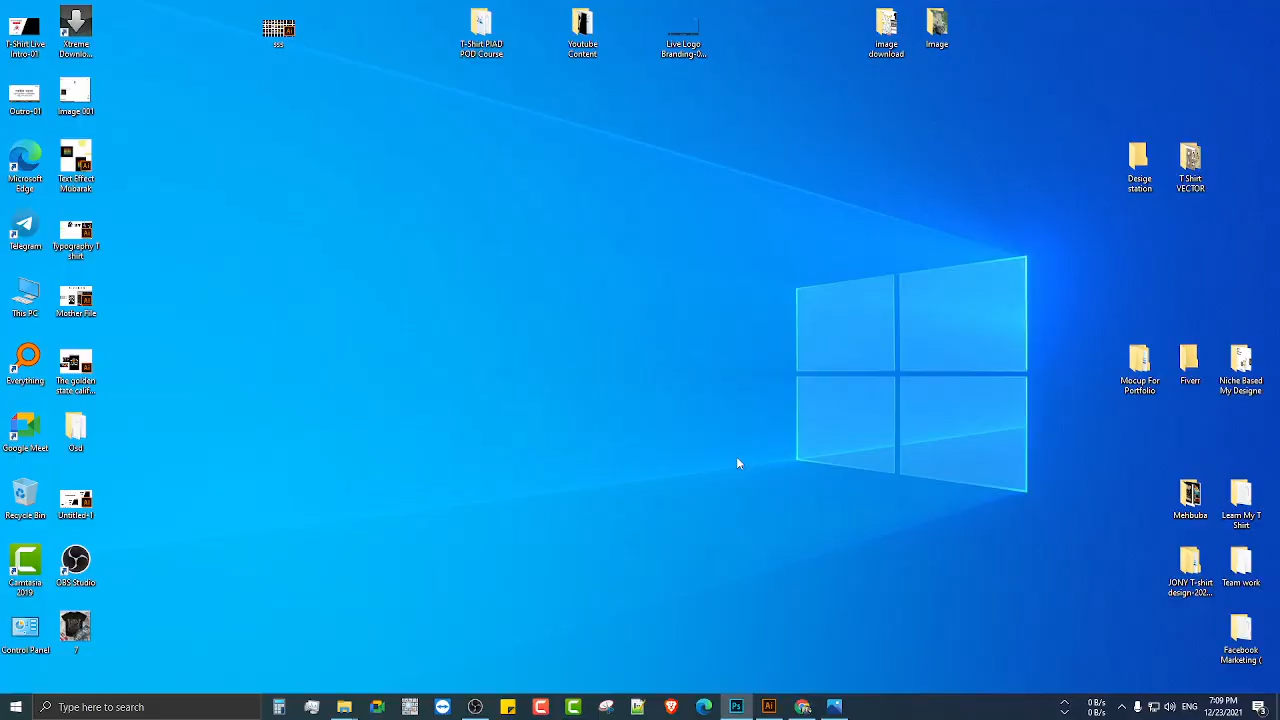 T-Shirt Live
Intro-01
Xtreme
Downlo...
sss
T-Shirt PIAD
POD Course
Youtube
Content
Live Logo
Branding-0...
image
download
Image
Outro-01
Image 001
Microsoft
Edge
Text Effect
Mubarak
Desige
station
T Shirt
VECTOR
Telegram
Typography T
shirt
This PC
Mother File
Everything
The golden
state calif...
Mocup For
Portfolio
Fiverr
Niche Based
My Designe
Google Meet
Osd
Recycle Bin
Untitled-1
Mehbuba
Learn My T
Shirt
Camtasia
2019
OBS Studio
JONY T-shirt
design-202...
Team work
Control Panel
7
Facebook
Marketing (
Type here to search
Ps
Ai
0 B/s
0 B/s
7:09 PM
12/23/2021